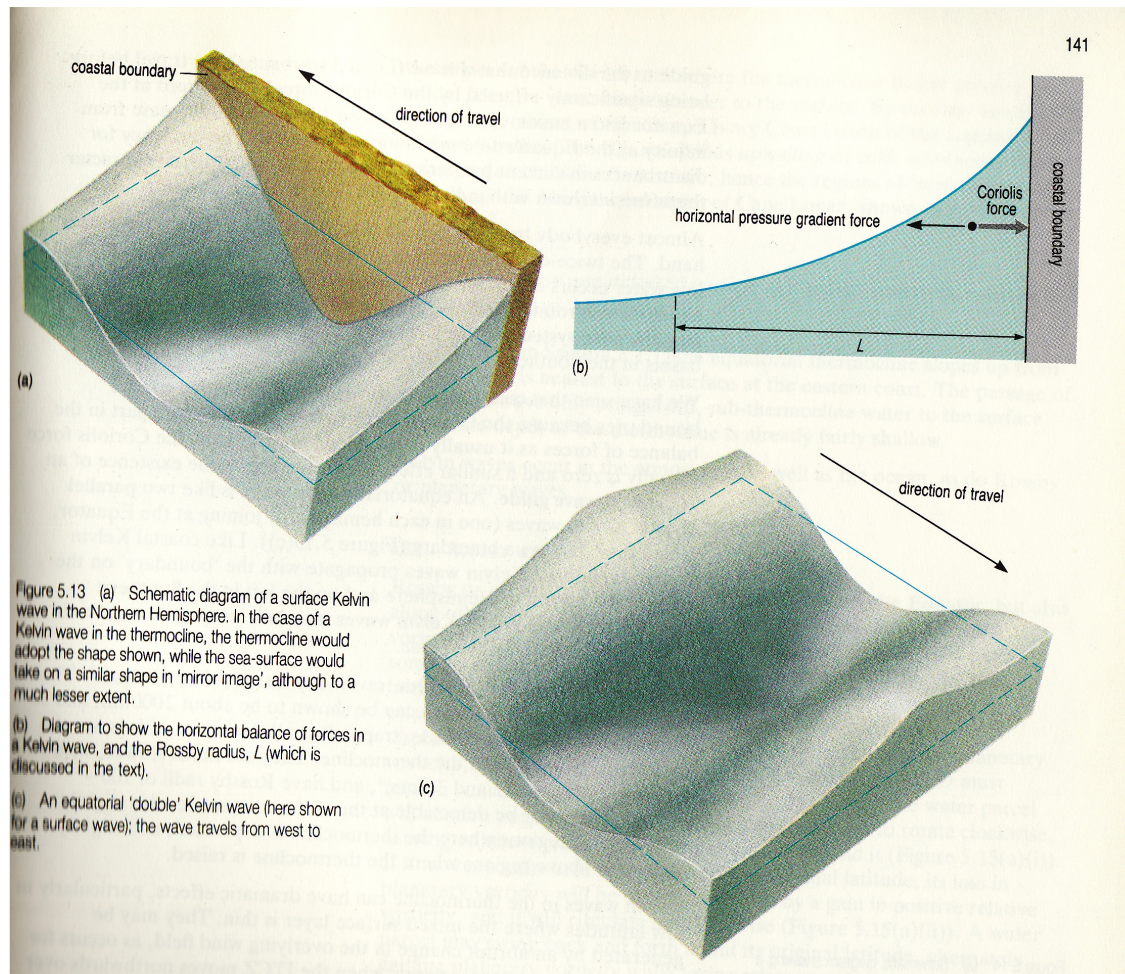 141
coastal boundary
direction of travel
(a)
horizontal pressure gradient force
Coriolis
force
coastal boundary
L
(b)
direction of travel
(c)
Figure 5.13 (a) Schematic diagram of a surface Kelvin
wave in the Northern Hemisphere. In the case of a
Kelvin wave in the thermocline, the thermocline would
adopt the shape shown, while the sea-surface would
take on a similar shape in 'mirror image', although to a
much lesser extent.
(b) Diagram to show the horizontal balance of forces in
a Kelvin wave, and the Rossby radius, L (which is
discussed in the text).
(c) An equatorial 'double' Kelvin wave (here shown
for a surface wave); the wave travels from west to
east.